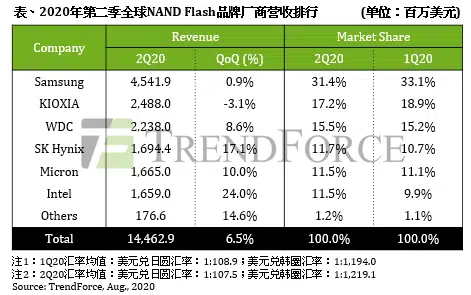 表、2020年第二季全球NAND Flash品牌厂商营收排行 (单位：百万美元)
Company Revenue Market Share
2Q20 QoQ (%) 2Q20 1Q20
Samsung 4,541.9 0.9% 31.4% 33.1%
KIOXIA 2,488.0 -3.1% 17.2% 18.9%
WDC 2,238.0 8.6% 15.5% 15.2%
SK Hynix 1,694.4 17.1% 11.7% 10.7%
Micron 1,665.0 10.0% 11.5% 11.1%
Intel 1,659.0 24.0% 11.5% 9.9%
Others 176.6 14.6% 1.2% 1.1%
Total 14,462.9 6.5% 100.0% 100.0%
TRENDFORCE
注1：1Q20汇率均值：美元兑日圆汇率：1:108.9；美元兑韩圜汇率：1:1,194.0
注2：2Q20汇率均值：美元兑日圆汇率：1:107.5；美元兑韩圜汇率：1:1,219.1
Source: TrendForce, Aug., 2020